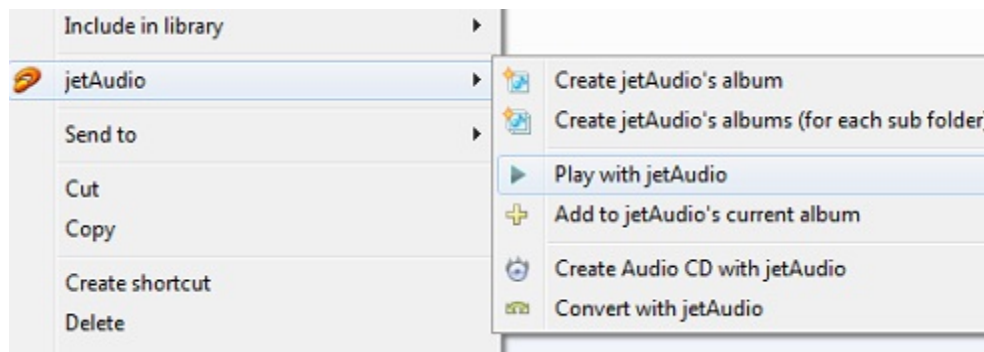 Include in library
jetAudio
Send to
Cut
Copy
Create shortcut
Delete
Create jetAudio's album
Create jetAudio's albums (for each sub folder)
Play with jetAudio
Add to jetAudio's current album
Create Audio CD with jetAudio
Convert with jetAudio